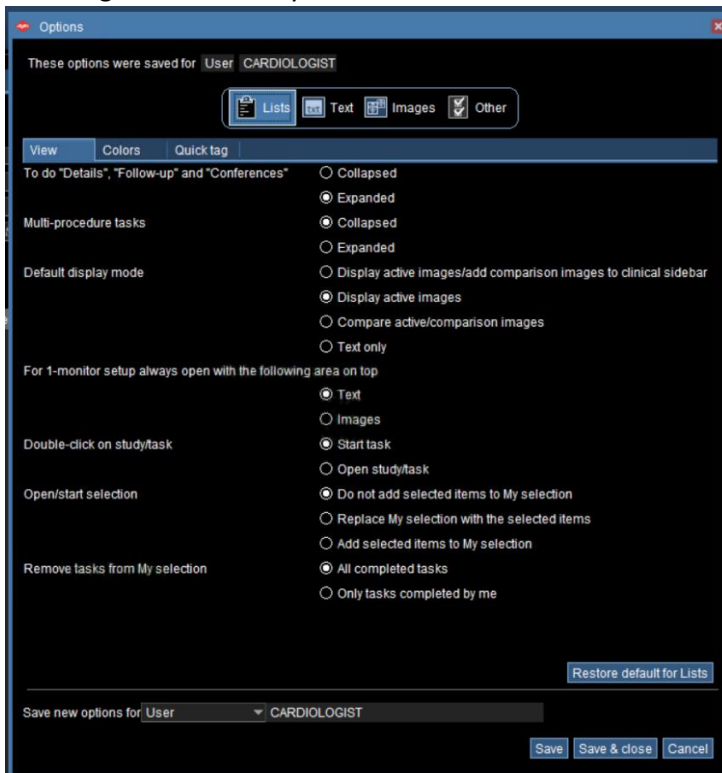 Options
These options were saved for User CARDIOLOGIST
Lists Text Images Other
View Colors Quick tag
To do "Details", "Follow-up" and "Conferences" Collapsed
Expanded
Multi-procedure tasks Collapsed
Expanded
Default display mode Display active images/add comparison images to clinical sidebar
Display active images
Compare active/comparison images
Text only
For 1-monitor setup always open with the following area on top
Text
Images
Double-click on study/task Start task
Open study/task
Open/start selection Do not add selected items to My selection
Replace My selection with the selected items
Add selected items to My selection
Remove tasks from My selection All completed tasks
Only tasks completed by me
Restore default for Lists
Save new options for User CARDIOLOGIST
Save Save & close Cancel